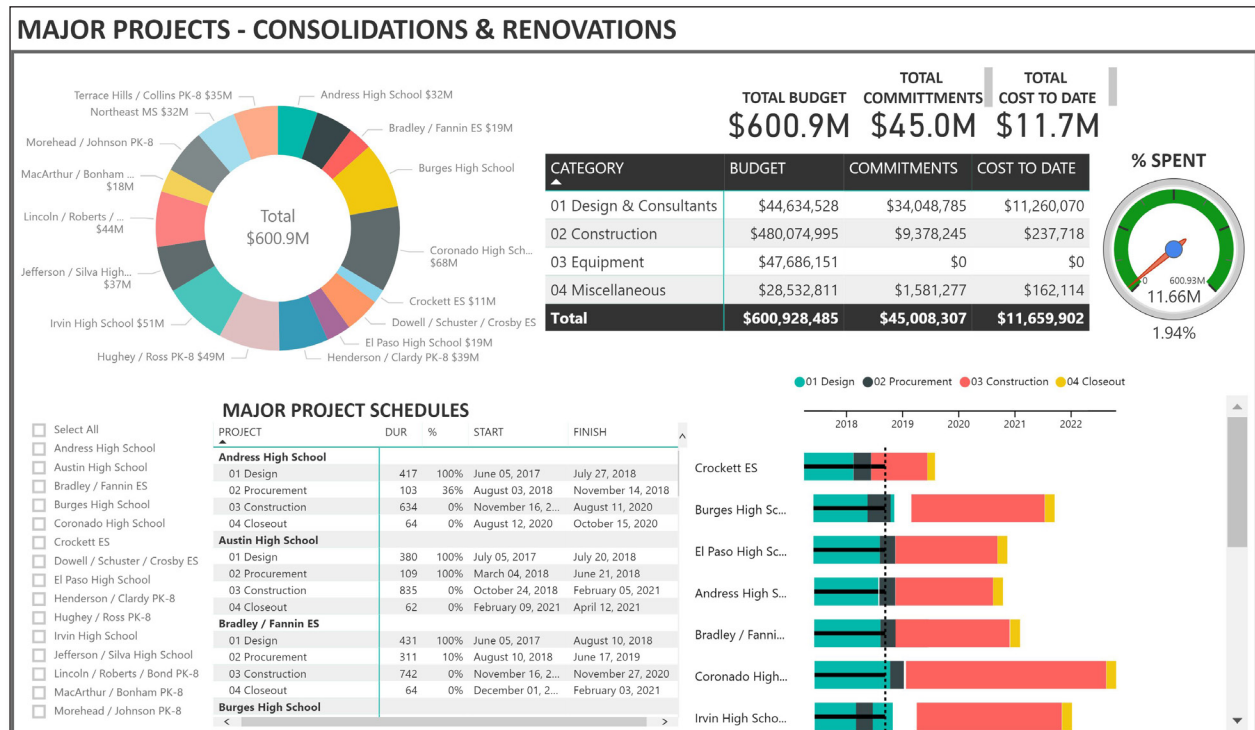 MAJOR PROJECTS - CONSOLIDATIONS & RENOVATIONS
Terrace Hills / Collins PK-8 $35M
Northeast MS $32M
Morehead / Johnson PK-8
MacArthur / Bonham ...
$18M
Lincoln / Roberts / ...
$44M
Jefferson / Silva High...
$37M
Irvin High School $51M
Hughey / Ross PK-8 $49M
Andress High School $32M
Bradley / Fannin ES $19M
Burges High School
Coronado High Sch...
$68M
Crockett ES $11M
Dowell / Schuster / Crosby ES
El Paso High School $19M
Henderson / Clardy PK-8 $39M
Total
$600.9M
TOTAL BUDGET
$600.9M
TOTAL
COMMITTMENTS
$45.0M
TOTAL
COST TO DATE
$11.7M
CATEGORY BUDGET COMMITMENTS COST TO DATE
01 Design & Consultants $44,634,528 $34,048,785 $11,260,070
02 Construction $480,074,995 $9,378,245 $237,718
03 Equipment $47,686,151 $0 $0
04 Miscellaneous $28,532,811 $1,581,277 $162,114
Total $600,928,485 $45,008,307 $11,659,902
% SPENT
0 600.93M
11.66M
1.94%
Select All
Andress High School
Austin High School
Bradley / Fannin ES
Burges High School
Coronado High School
Crockett ES
Dowell / Schuster / Crosby ES
El Paso High School
Henderson / Clardy PK-8
Hughey / Ross PK-8
Irvin High School
Jefferson / Silva High School
Lincoln / Roberts / Bond PK-8
MacArthur / Bonham PK-8
Morehead / Johnson PK-8
MAJOR PROJECT SCHEDULES
PROJECT DUR % START FINISH
Andress High School
01 Design 417 100% June 05, 2017 July 27, 2018
02 Procurement 103 36% August 03, 2018 November 14, 2018
03 Construction 634 0% November 16, 2... August 11, 2020
04 Closeout 64 0% August 12, 2020 October 15, 2020
Austin High School
01 Design 380 100% July 05, 2017 July 20, 2018
02 Procurement 109 100% March 04, 2018 June 21, 2018
03 Construction 835 0% October 24, 2018 February 05, 2021
04 Closeout 62 0% February 09, 2021 April 12, 2021
Bradley / Fannin ES
01 Design 431 100% June 05, 2017 August 10, 2018
02 Procurement 311 10% August 10, 2018 June 17, 2019
03 Construction 742 0% November 16, 2... November 27, 2020
04 Closeout 64 0% December 01, 2... February 03, 2021
Burges High School
01 Design 02 Procurement 03 Construction 04 Closeout
2018 2019 2020 2021 2022
Crockett ES
Burges High Sc...
El Paso High Sc...
Andress High S...
Bradley / Fanni...
Coronado High...
Irvin High Scho...